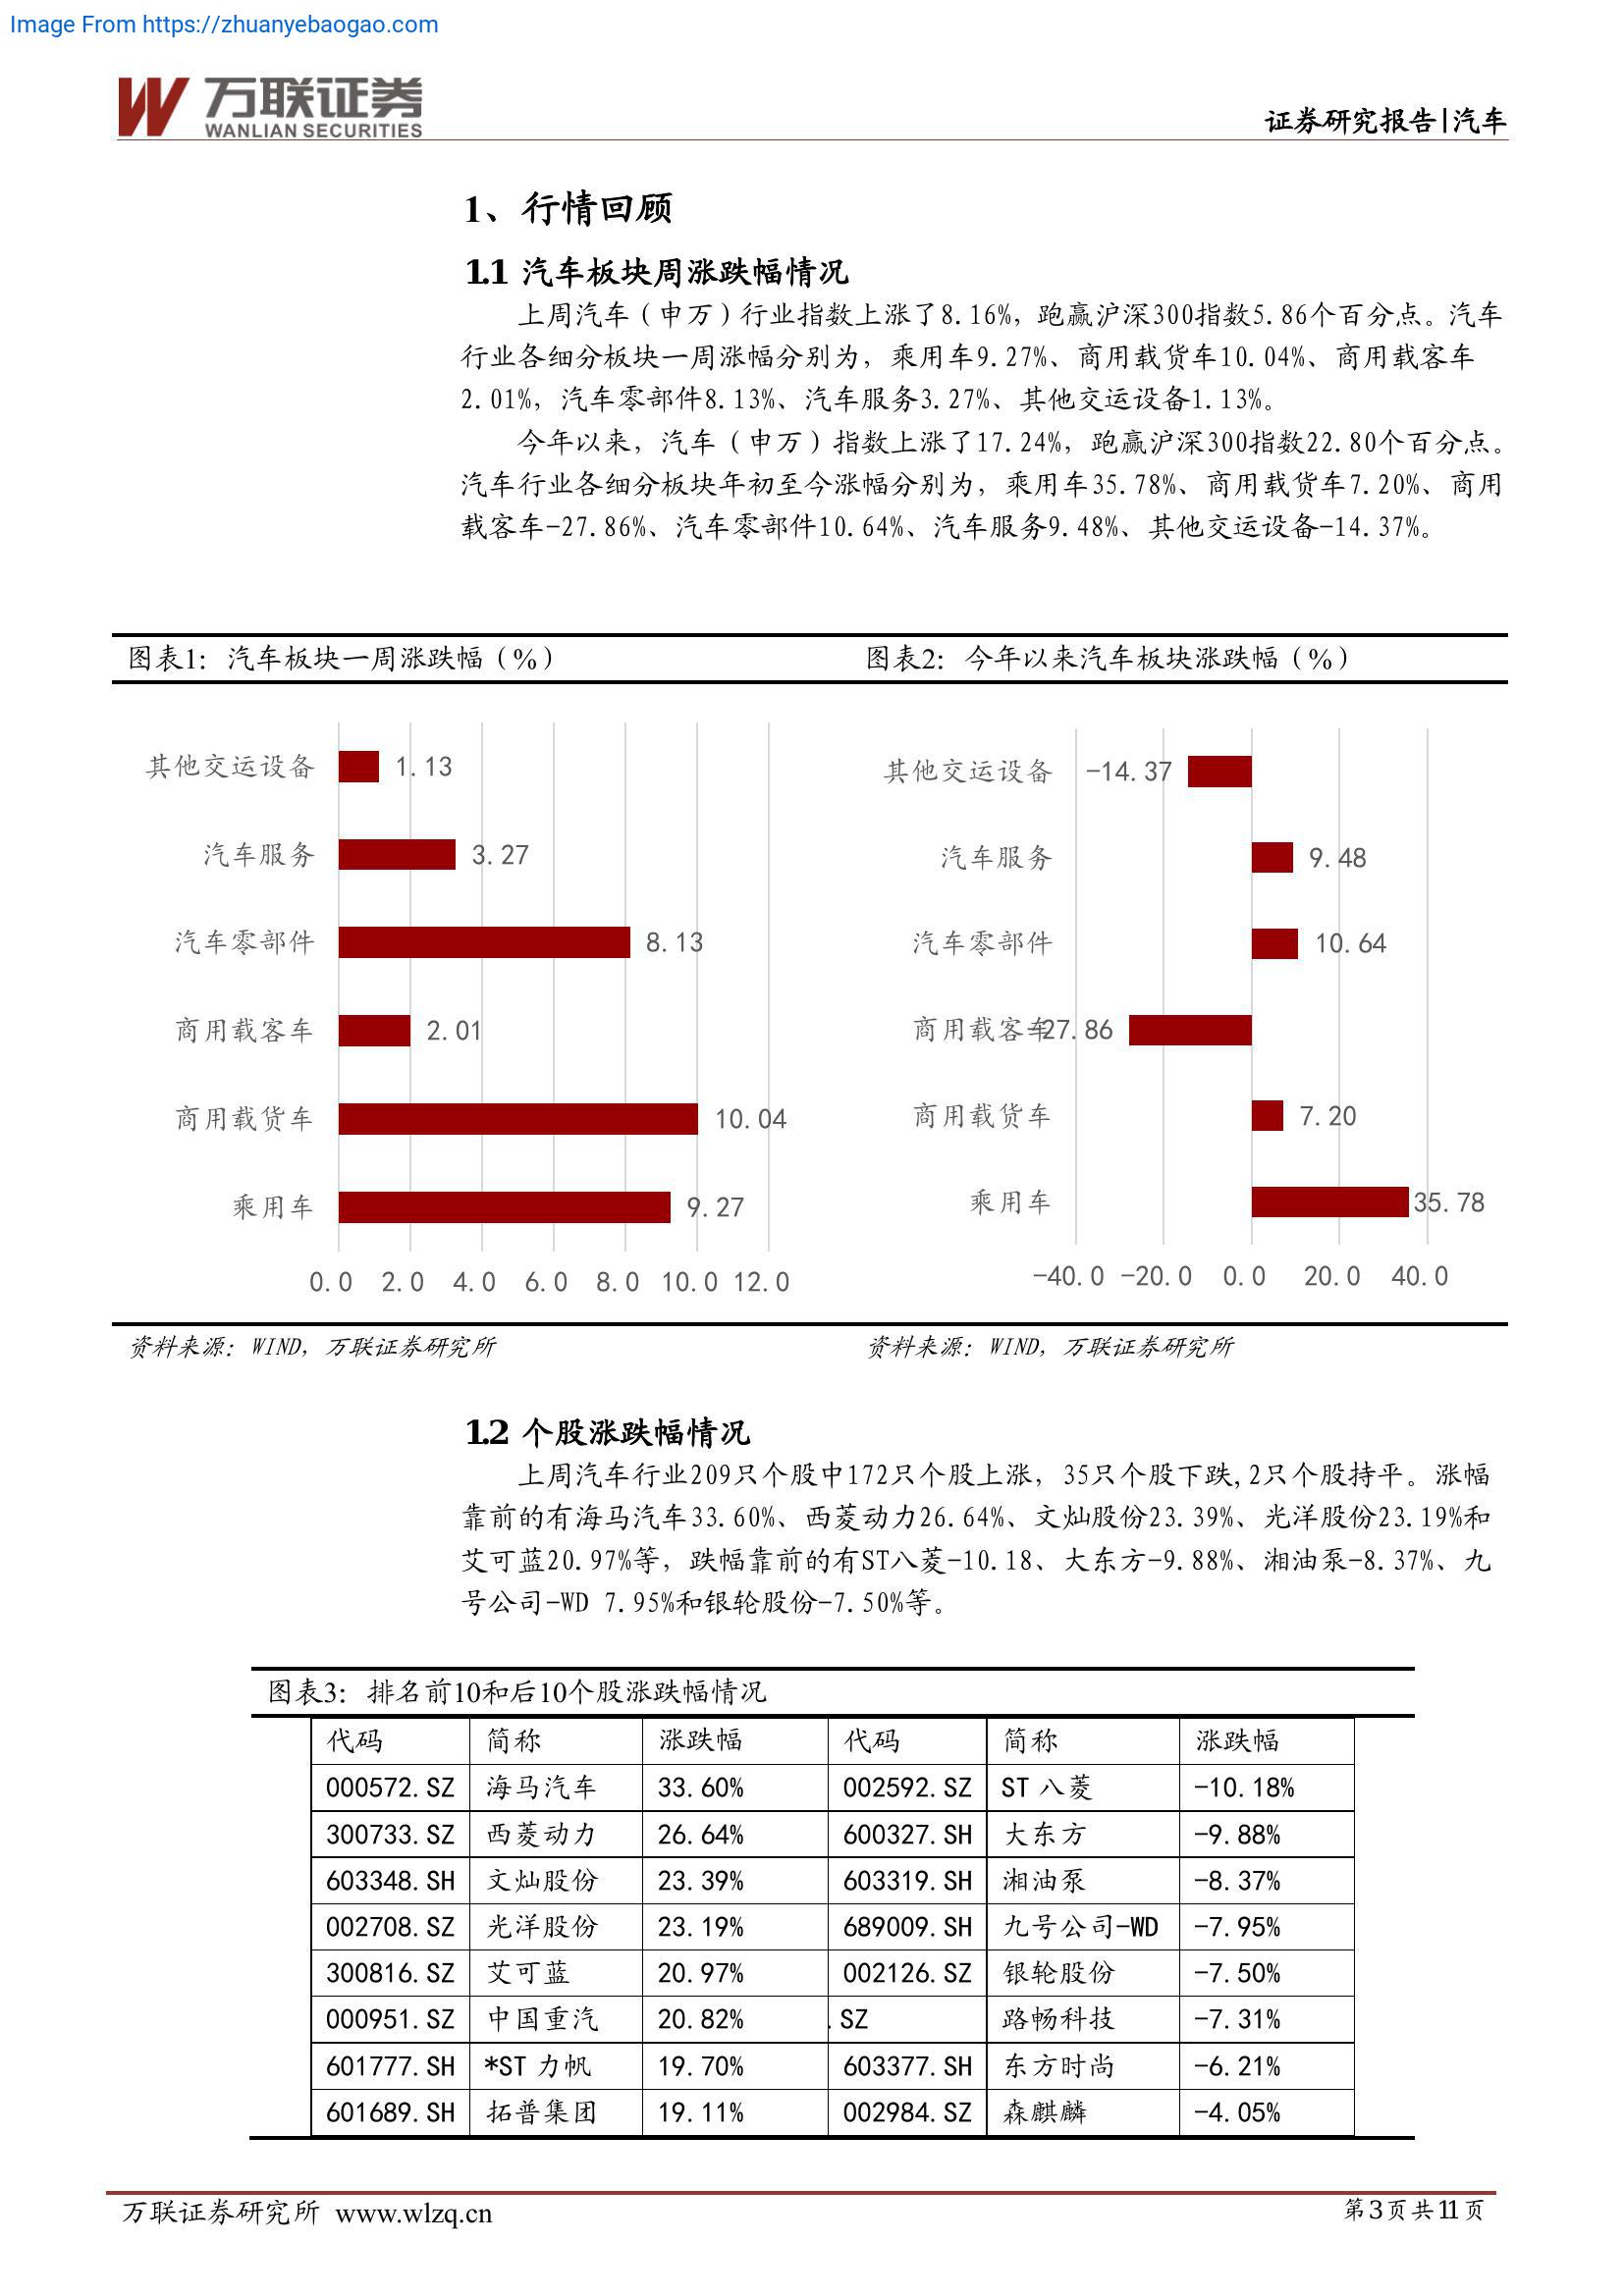 Image From https://zhuanyebaogao.com
万联证券
WANLIAN SECURITIES
证券研究报告|汽车
1、行情回顾
1.1 汽车板块周涨跌幅情况
上周汽车（申万）行业指数上涨了8.16%，跑赢沪深300指数5.86个百分点。汽车
行业各细分板块一周涨幅分别为，乘用车9.27%、商用载货车10.04%、商用载客车
2.01%，汽车零部件8.13%、汽车服务3.27%、其他交运设备1.13%。
今年以来，汽车（申万）指数上涨了17.24%，跑赢沪深300指数22.80个百分点。
汽车行业各细分板块年初至今涨幅分别为，乘用车35.78%、商用载货车7.20%、商用
载客车-27.86%、汽车零部件10.64%、汽车服务9.48%、其他交运设备-14.37%。
图表1：汽车板块一周涨跌幅（%）
其他交运设备 1.13
汽车服务 3.27
汽车零部件 8.13
商用载客车 2.01
商用载货车 10.04
乘用车 9.27
0.0 2.0 4.0 6.0 8.0 10.0 12.0
资料来源：WIND，万联证券研究所
图表2：今年以来汽车板块涨跌幅（%）
其他交运设备 -14.37
汽车服务 9.48
汽车零部件 10.64
商用载客车 -27.86
商用载货车 7.20
乘用车 35.78
-40.0 -20.0 0.0 20.0 40.0
资料来源：WIND，万联证券研究所
1.2 个股涨跌幅情况
上周汽车行业209只个股中172只个股上涨，35只个股下跌,2只个股持平。涨幅
靠前的有海马汽车33.60%、西菱动力26.64%、文灿股份23.39%、光洋股份23.19%和
艾可蓝20.97%等，跌幅靠前的有ST八菱-10.18、大东方-9.88%、湘油泵-8.37%、九
号公司-WD 7.95%和银轮股份-7.50%等。
图表3：排名前10和后10个股涨跌幅情况
代码 简称 涨跌幅 代码 简称 涨跌幅
000572.SZ 海马汽车 33.60% 002592.SZ ST 八菱 -10.18%
300733.SZ 西菱动力 26.64% 600327.SH 大东方 -9.88%
603348.SH 文灿股份 23.39% 603319.SH 湘油泵 -8.37%
002708.SZ 光洋股份 23.19% 689009.SH 九号公司-WD -7.95%
300816.SZ 艾可蓝 20.97% 002126.SZ 银轮股份 -7.50%
000951.SZ 中国重汽 20.82% .SZ 路畅科技 -7.31%
601777.SH *ST 力帆 19.70% 603377.SH 东方时尚 -6.21%
601689.SH 拓普集团 19.11% 002984.SZ 森麒麟 -4.05%
万联证券研究所 www.wlzq.cn
第3页共11页